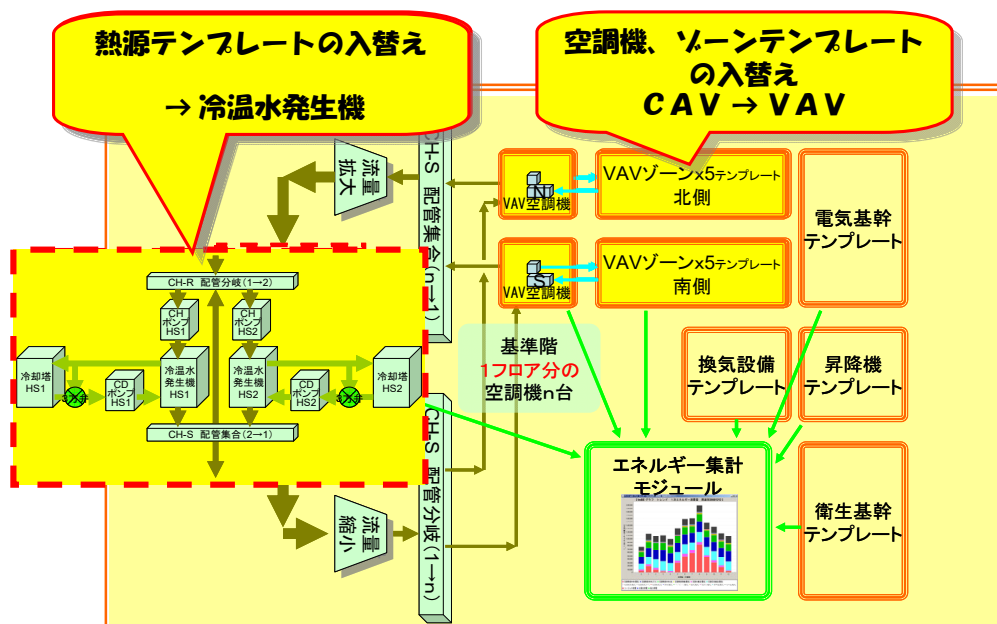 熱源テンプレートの入替え
→ 冷温水発生機
空調機、ゾーンテンプレート
の入替え
CAV → VAV
CH-S 配管集合(n→1)
流量
拡大
N
VAV空調機
VAVゾーンx5テンプレート
北側
S
VAV空調機
VAVゾーンx5テンプレート
南側
電気基幹
テンプレート
CH-R 配管分岐(1→2)
CH
ポンプ
HS1
CH
ポンプ
HS2
冷却塔
HS1
3方弁
CD
ポンプ
HS1
冷温水
発生機
HS1
冷温水
発生機
HS2
CD
ポンプ
HS2
3方弁
冷却塔
HS2
CH-S 配管集合(2→1)
基準階
1フロア分の
空調機n台
換気設備
テンプレート
昇降機
テンプレート
CH-S 配管分岐(1→n)
流量
縮小
エネルギー集計
モジュール
衛生基幹
テンプレート